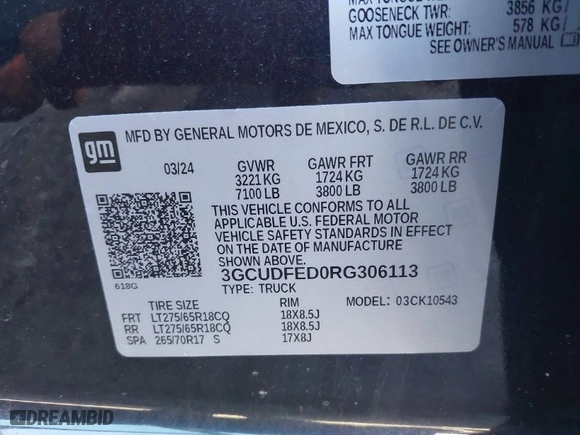 MAX TONGUE
GOOSENECK TWR: 3856 KG/
MAX TONGUE WEIGHT: 578 KG/
SEE OWNER'S MANUAL
gm
MFD BY GENERAL MOTORS DE MEXICO, S. DE R.L. DE C.V.
03/24 GVWR GAWR FRT GAWR RR
3221 KG 1724 KG 1724 KG
7100 LB 3800 LB 3800 LB
THIS VEHICLE CONFORMS TO ALL
APPLICABLE U.S. FEDERAL MOTOR
VEHICLE SAFETY STANDARDS IN EFFECT
ON THE DATE OF MANUFACTURE
SHOWN ABOVE.
618G 3GCUDFED0RG306113
TYPE: TRUCK MODEL: 03CK10543
TIRE SIZE RIM
FRT LT275/65R18CQ 18X8.5J
RR LT275/65R18CQ 18X8.5J
SPA 265/70R17 S 17X8J
DREAMBID